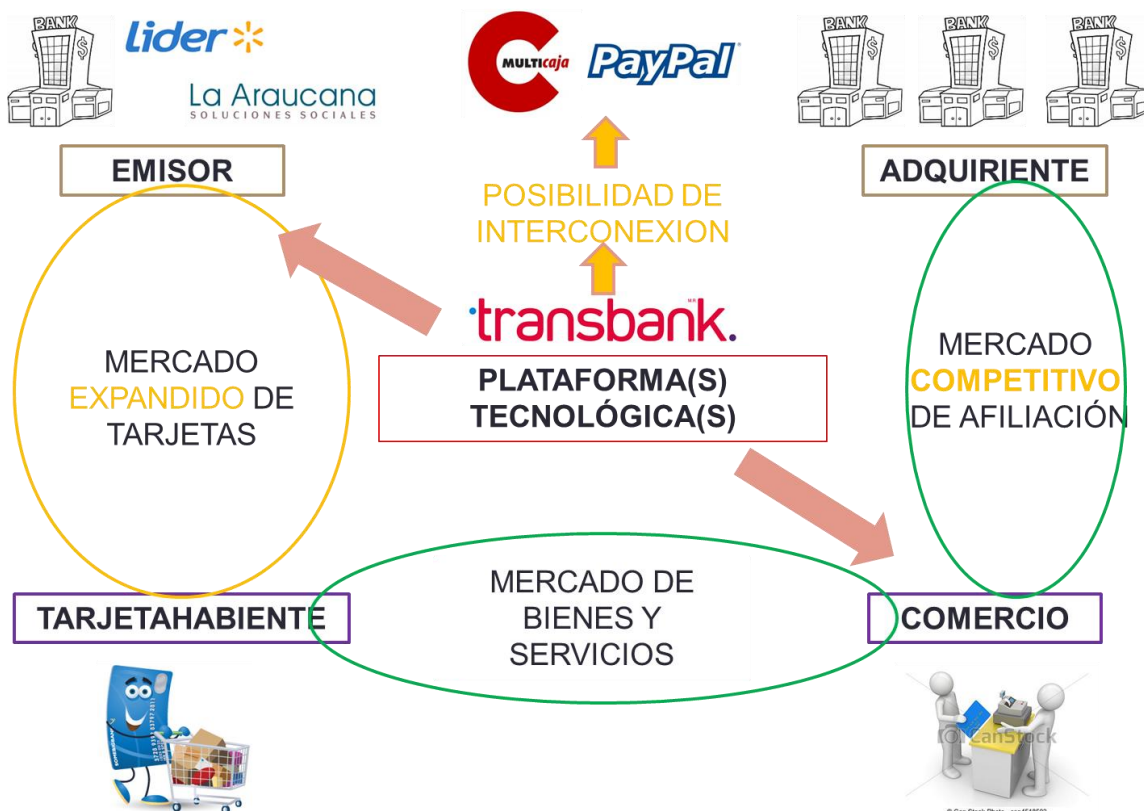 BANK
Lider
La Araucana
SOLUCIONES SOCIALES
MULTIcaja
PayPal
BANK
BANK
BANK
EMISOR
ADQUIRIENTE
POSIBILIDAD DE
INTERCONEXION
transbank.
PLATAFORMA(S)
TECNOLÓGICA(S)
MERCADO
EXPANDIDO DE
TARJETAS
MERCADO
COMPETITIVO
DE AFILIACIÓN
MERCADO DE
BIENES Y
SERVICIOS
TARJETAHABIENTE
COMERCIO
CanStock